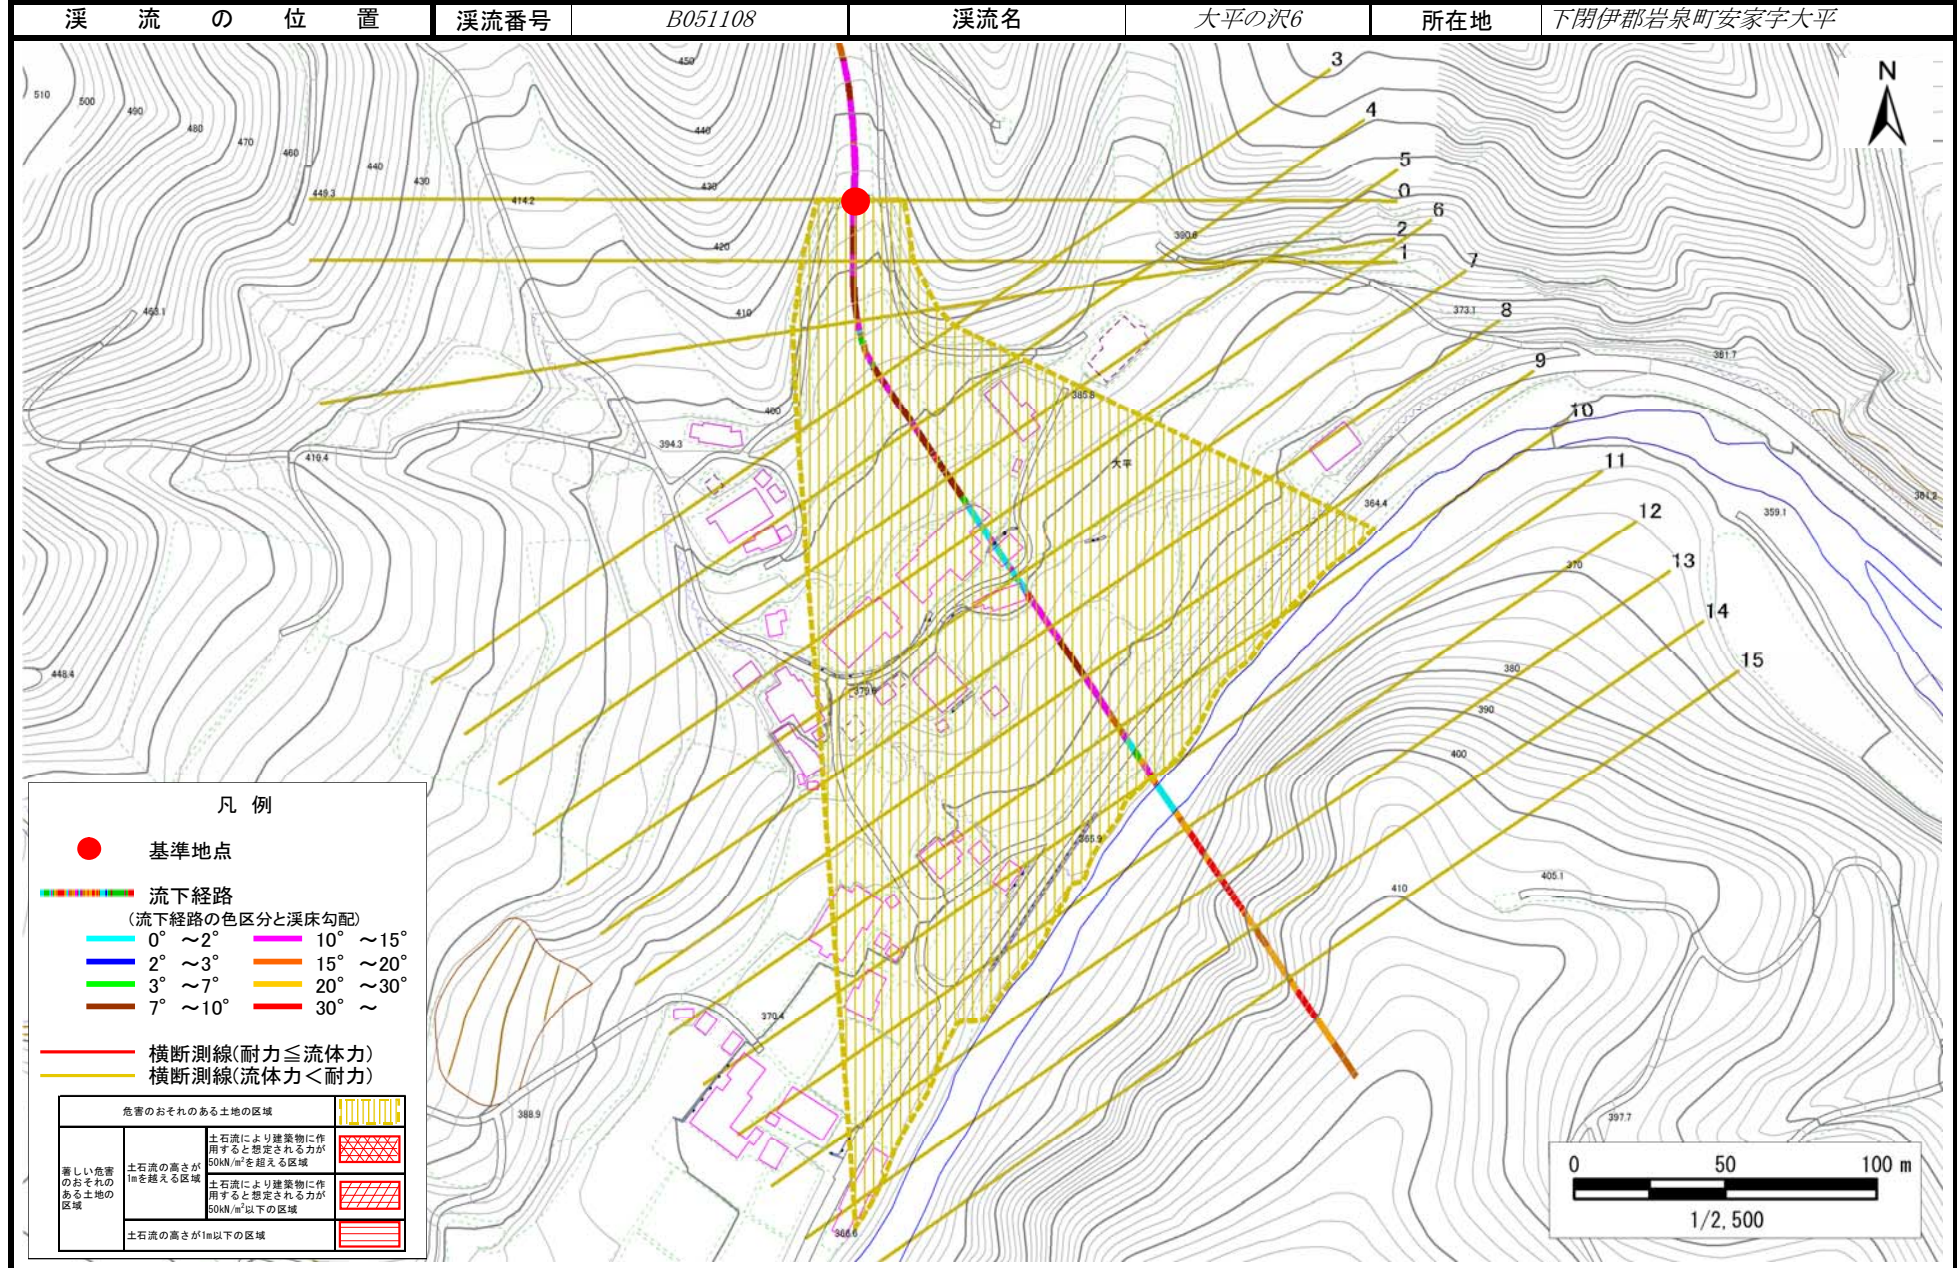 渓流の位置 渓流番号 B051108 渓流名 大平の沢6 所在地 下閉伊郡岩泉町安家字大平
N
3
4
5
0
6
2
1
7
8
9
10
11
12
13
14
15
510
500
490
480
470
460
440
430
449.3
414.2
450
440
430
420
410
400
390.6
373.1
381.7
361.2
359.1
364.4
385.8
大平
463.1
419.4
394.3
448.4
379.6
365.9
370
380
390
400
410
405.1
397.7
370.4
388.9
366.6
凡 例
基準地点
流下経路
(流下経路の色区分と渓床勾配)
0° ～2° 10° ～15°
2° ～3° 15° ～20°
3° ～7° 20° ～30°
7° ～10° 30° ～
横断測線(耐力≦流体力)
横断測線(流体力＜耐力)
危害のおそれのある土地の区域
著しい危害
のおそれの
ある土地の
区域
土石流の高さが
1mを越える区域
土石流により建築物に作
用すると想定される力が
50kN/m²を超える区域
土石流により建築物に作
用すると想定される力が
50kN/m²以下の区域
土石流の高さが1m以下の区域
0 50 100 m
1/2,500